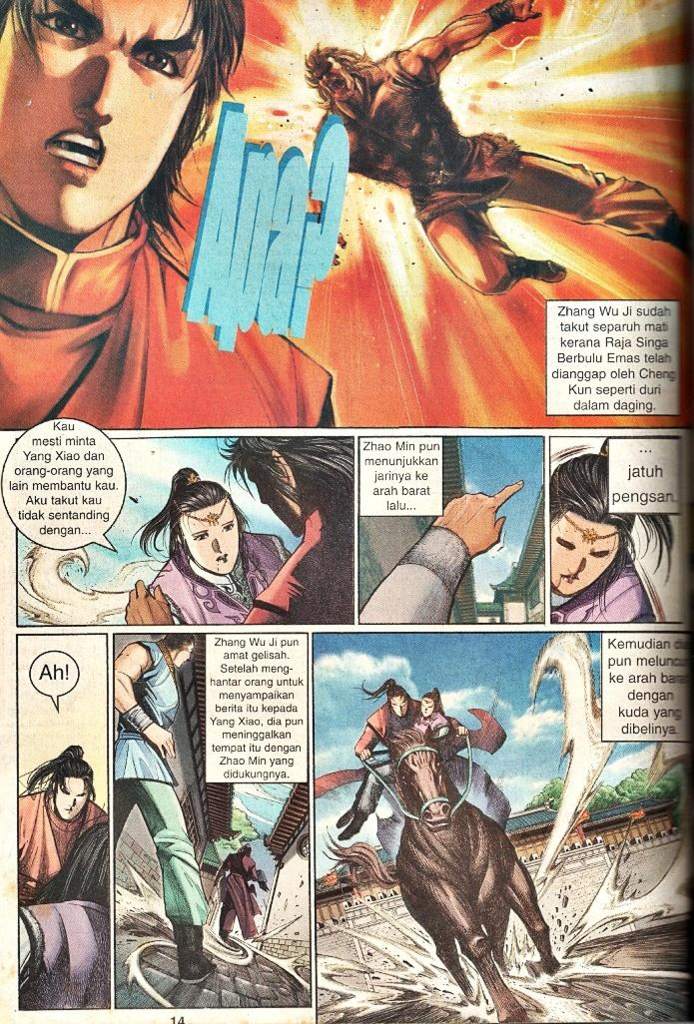 Apa?
Zhang Wu Ji sudah
takut separuh mati
kerana Raja Singa
Berbulu Emas telah
dianggap oleh Cheng
Kun seperti duri
dalam daging.
Kau
mesti minta
Yang Xiao dan
orang-orang yang
lain membantu kau.
Aku takut kau
tidak sentanding
dengan...
Zhao Min pun
menunjukkan
jarinya ke
arah barat
lalu...
...
jatuh
pengsan.
Ah!
Zhang Wu Ji pun
amat gelisah.
Setelah meng-
hantar orang untuk
menyampaikan
berita itu kepada
Yang Xiao, dia pun
meninggalkan
tempat itu dengan
Zhao Min yang
didukungnya.
Kemudian
pun
ke arah
dengan
kuda yang
dibelinya.
14